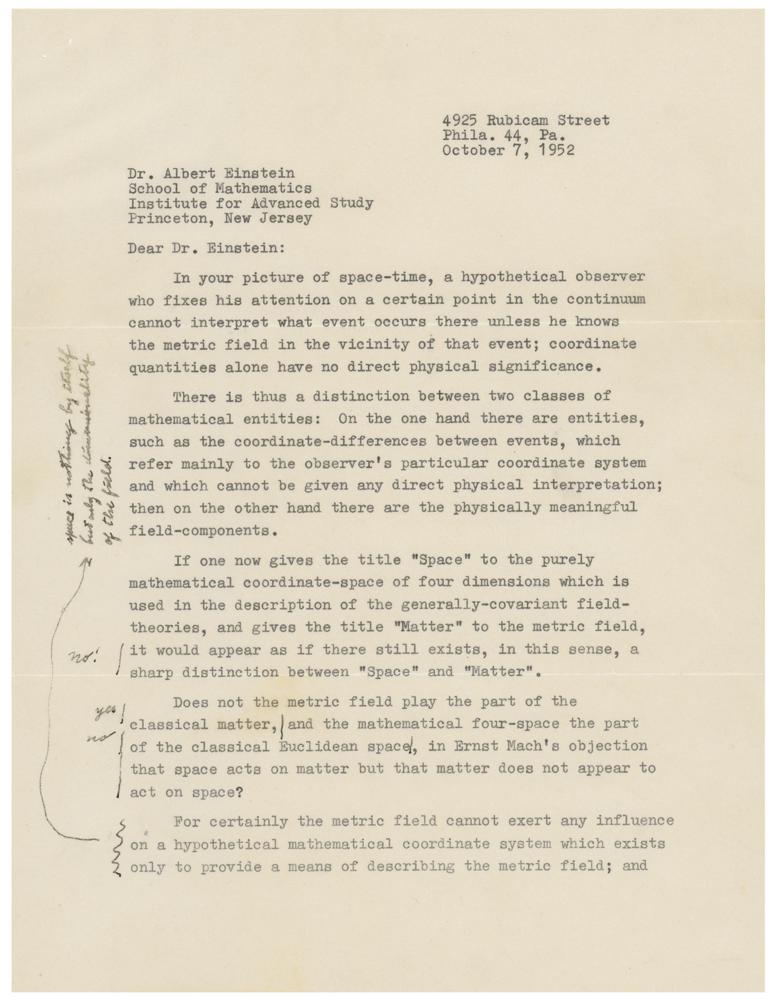 4925 Rubicam Street
Phila. 44, Pa.
October 7, 1952
Dr. Albert Einstein
School of Mathematics
Institute for Advanced Study
Princeton, New Jersey
Dear Dr. Einstein:
In your picture of space-time, a hypothetical observer
who fixes his attention on a certain point in the continuum
cannot interpret what event occurs there unless he knows
the metric field in the vicinity of that event; coordinate
quantities alone have no direct physical significance.
There is thus a distinction between two classes of
mathematical entities: On the one hand there are entities,
such as the coordinate-differences between events, which
refer mainly to the observer's particular coordinate system
and which cannot be given any direct physical interpretation;
then on the other hand there are the physically meaningful
field-components.
If one now gives the title "Space" to the purely
mathematical coordinate-space of four dimensions which is
used in the description of the generally-covariant field-
theories, and gives the title "Matter" to the metric field,
it would appear as if there still exists, in this sense, a
sharp distinction between "Space" and "Matter".
Does not the metric field play the part of the
classical matter, and the mathematical four-space the part
of the classical Euclidean space, in Ernst Mach's objection
that space acts on matter but that matter does not appear to
act on space?
For certainly the metric field cannot exert any influence
on a hypothetical mathematical coordinate system which exists
only to provide a means of describing the metric field; and
space is nothing by itself
but only the dimensionality
of the field.
no!
yes
no